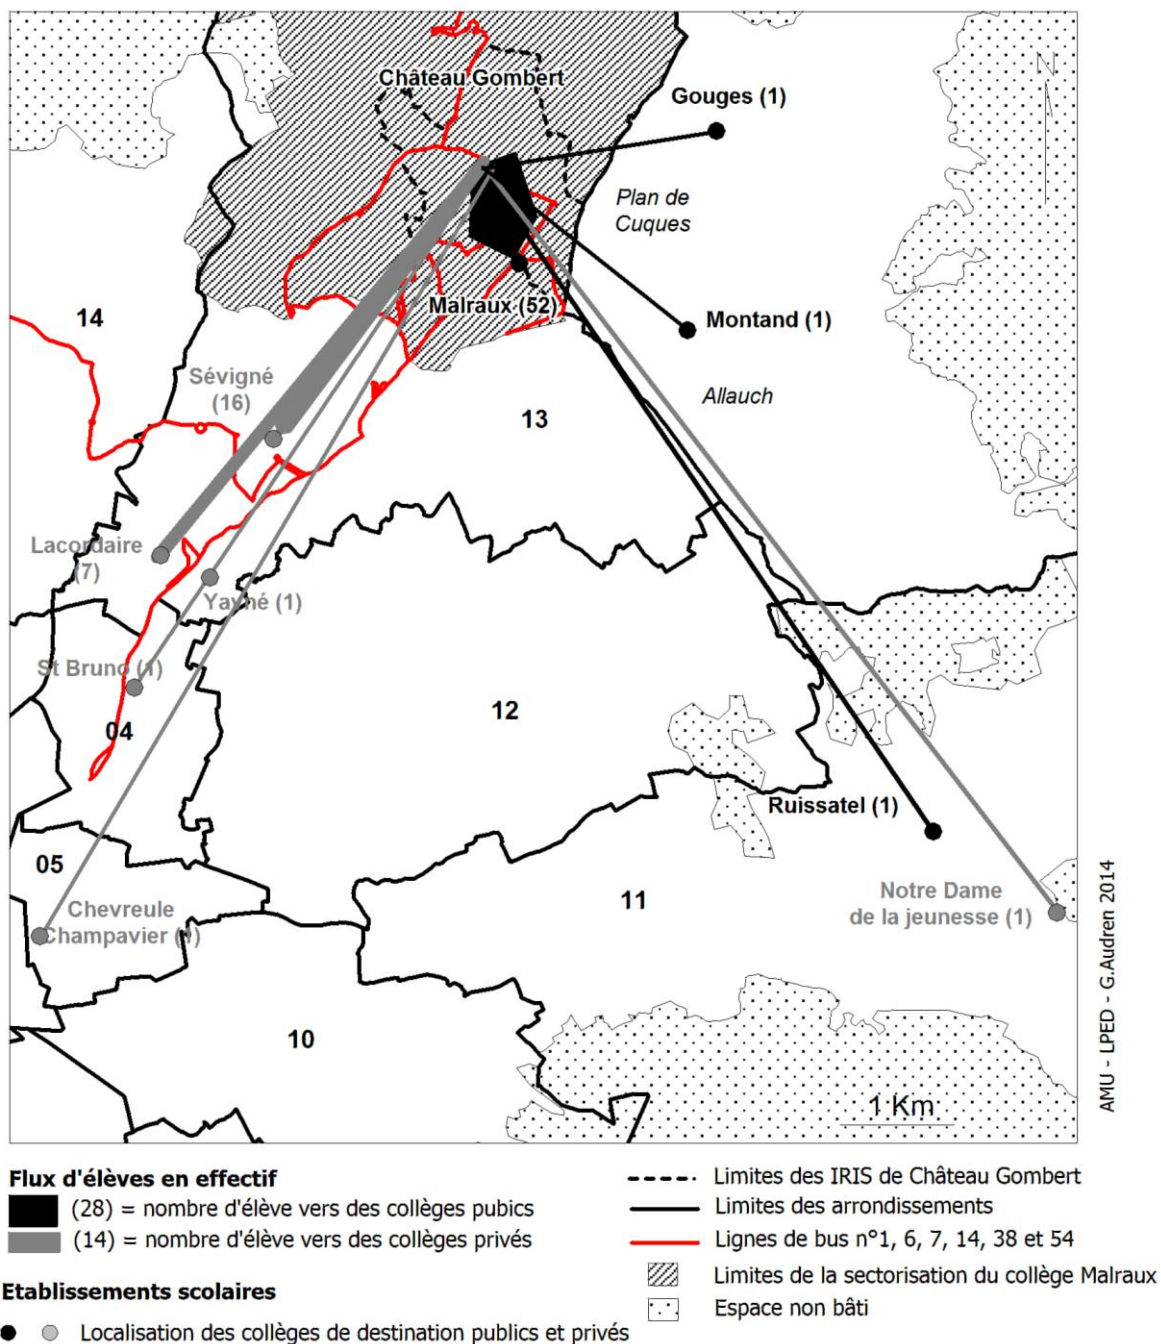 Château Gombert
Gouges (1)
N
Plan de
Cuques
Malraux (52)
Montand (1)
14
Sévigné
(16)
Allauch
13
Lacordaire
(7)
Yavné (1)
St Bruno (1)
04
12
Ruissatel (1)
05
11
Chevreule
Champavier (1)
Notre Dame
de la jeunesse (1)
10
1 Km
AMU - LPED - G.Audren 2014
Flux d'élèves en effectif
(28) = nombre d'élève vers des collèges pubics
(14) = nombre d'élève vers des collèges privés
Etablissements scolaires
Localisation des collèges de destination publics et privés
Limites des IRIS de Château Gombert
Limites des arrondissements
Lignes de bus n°1, 6, 7, 14, 38 et 54
Limites de la sectorisation du collège Malraux
Espace non bâti